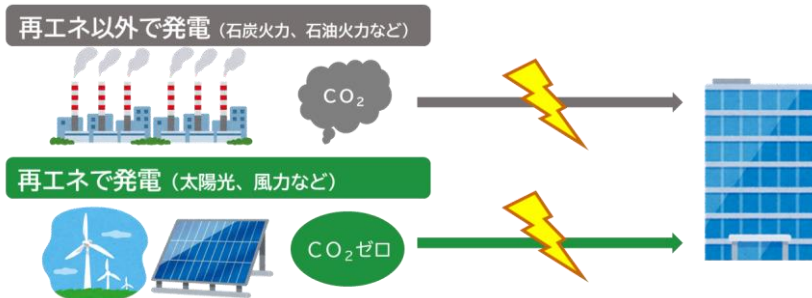 再エネ以外で発電（石炭火力、石油火力など）
CO₂
再エネで発電（太陽光、風力など）
CO₂ゼロ